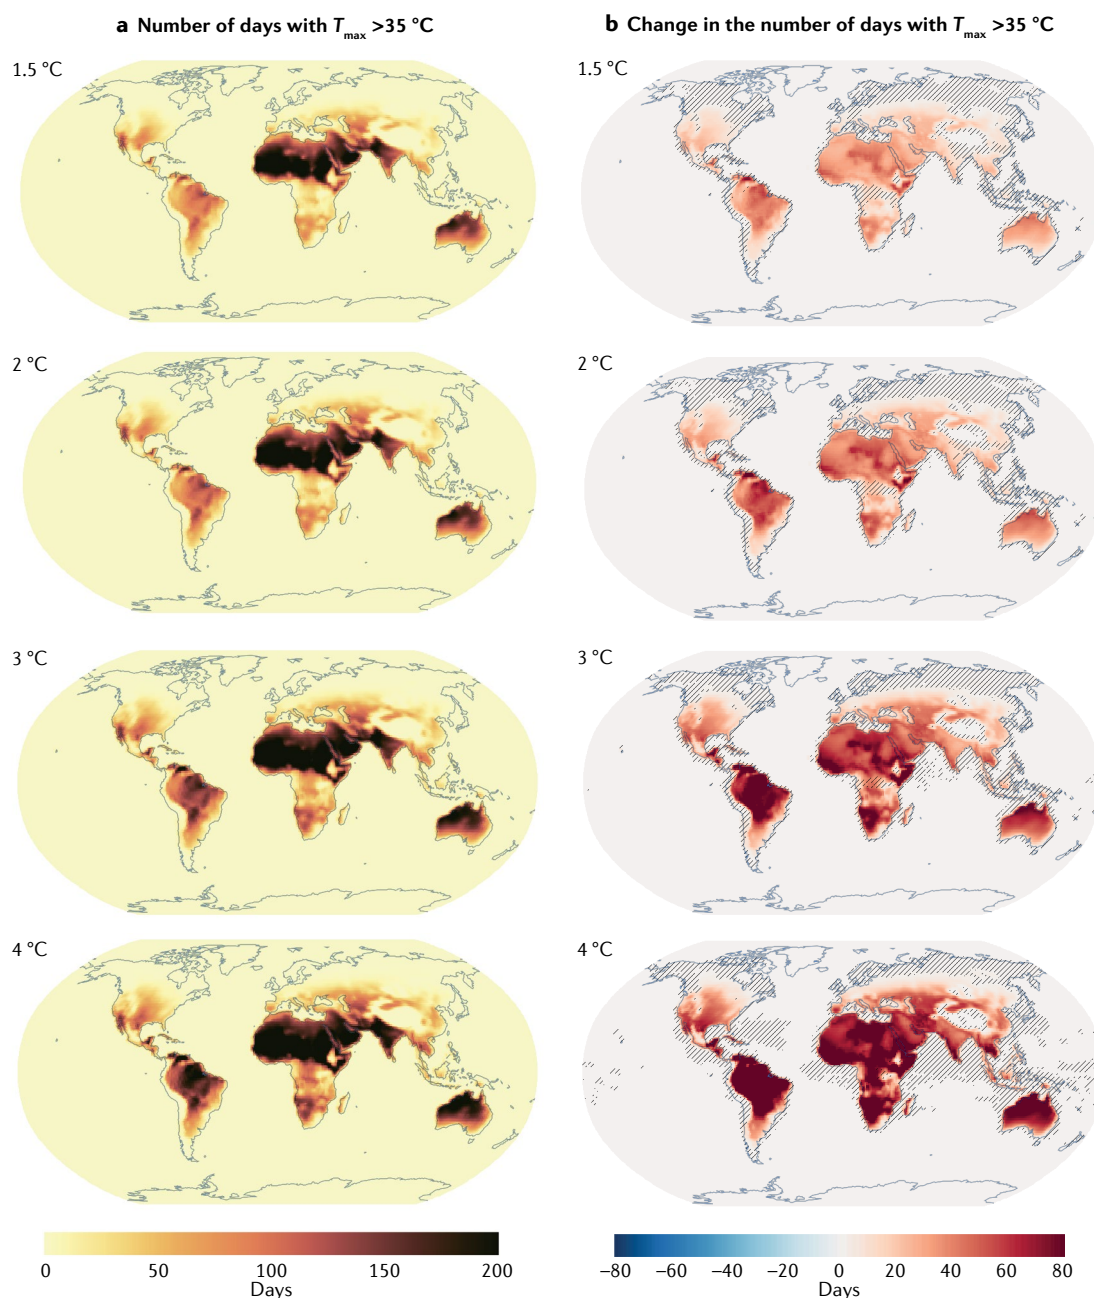 a Number of days with Tmax >35 °C
b Change in the number of days with Tmax >35 °C
1.5 °C
1.5 °C
2 °C
2 °C
3 °C
3 °C
4 °C
4 °C
0 50 100 150 200
Days
−80 −60 −40 −20 0 20 40 60 80
Days